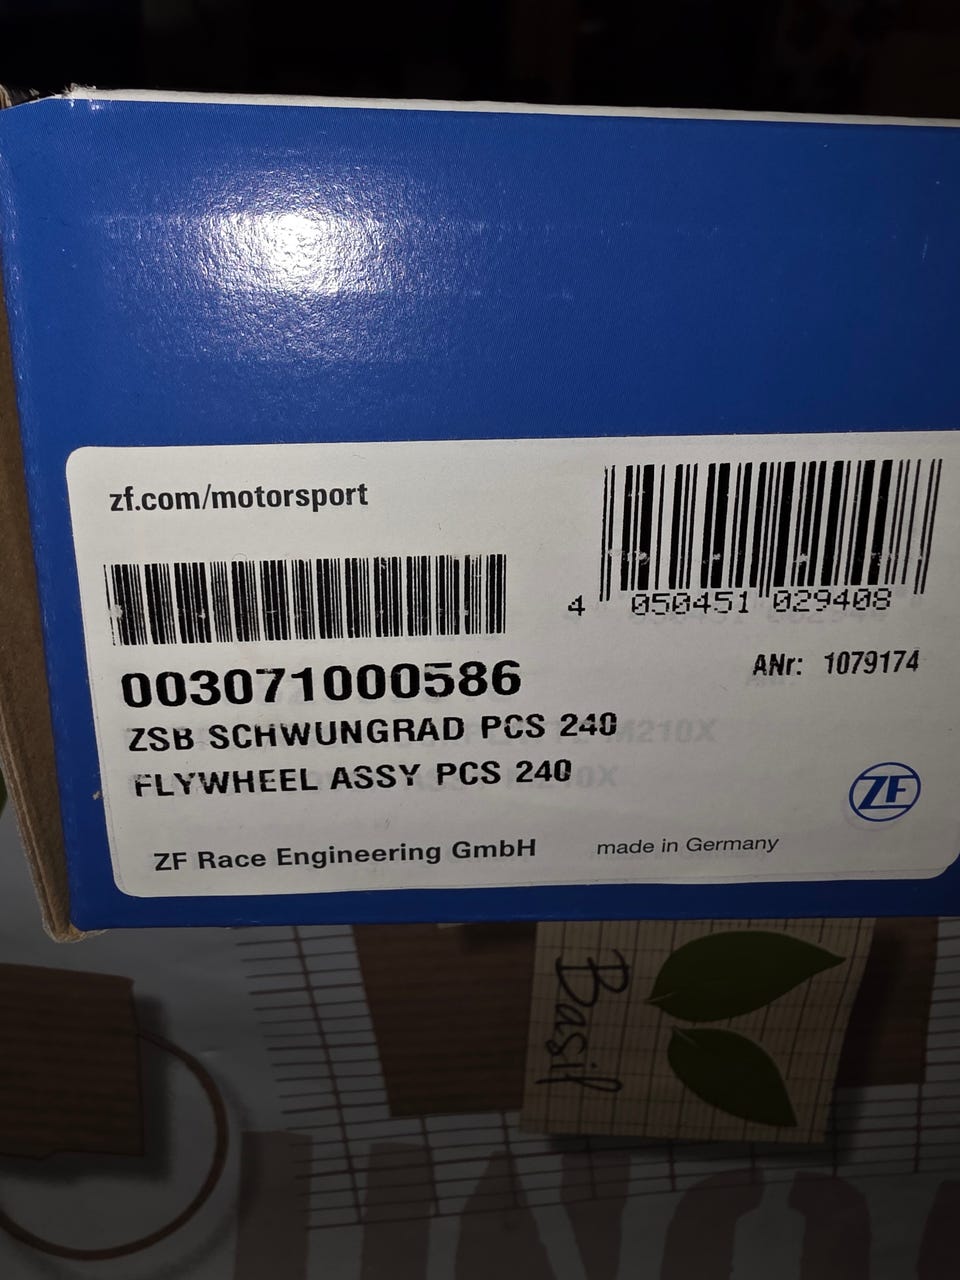 zf.com/motorsport
4 050451 029408
003071000586
ANr: 1079174
ZSB SCHWUNGRAD PCS 240
FLYWHEEL ASSY PCS 240
ZF
ZF Race Engineering GmbH
made in Germany
Basil